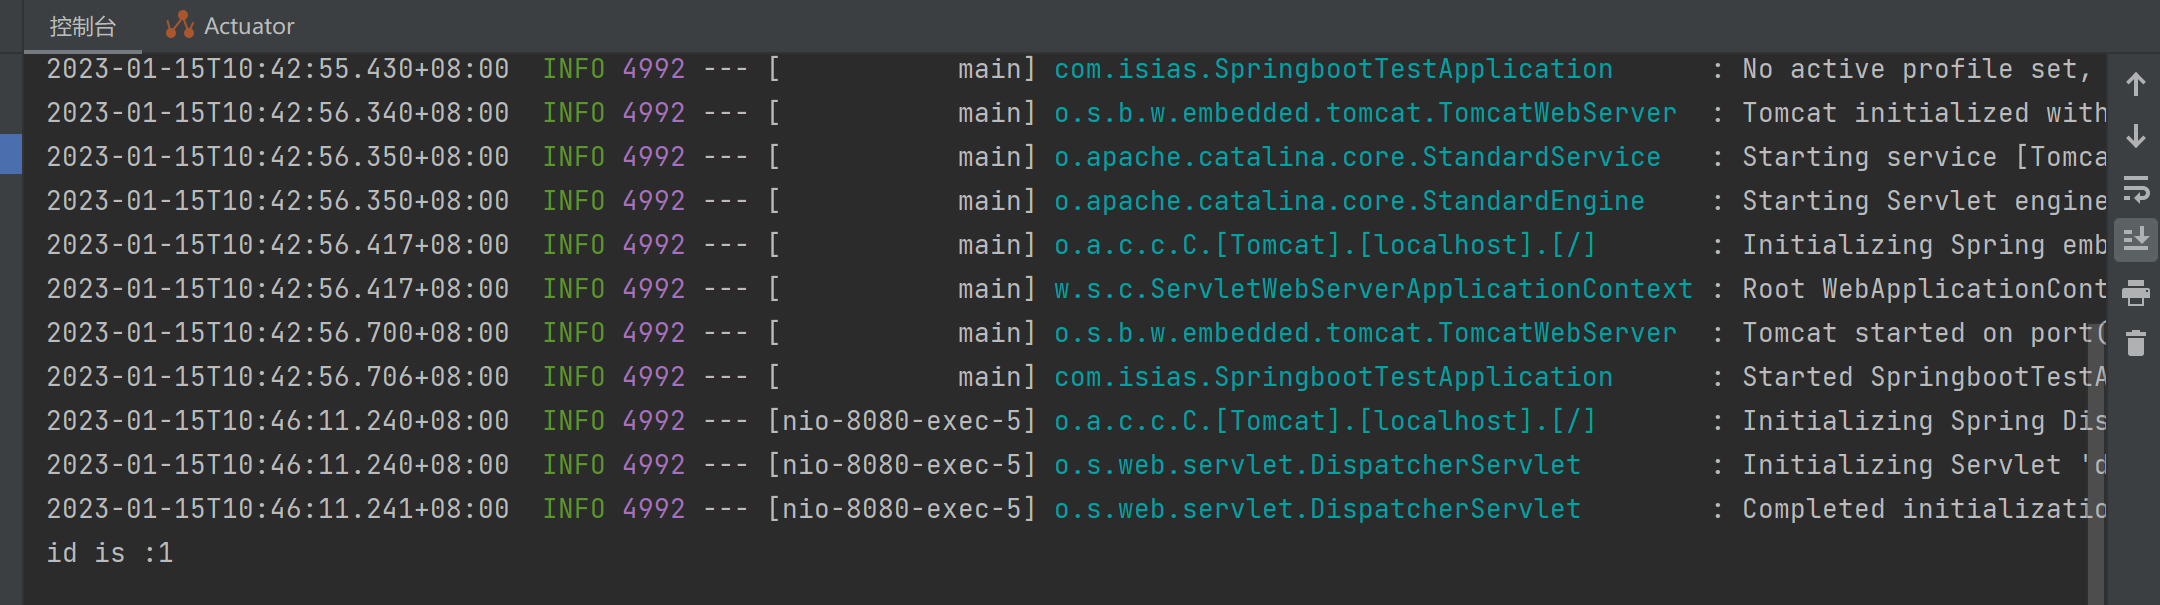 控制台 Actuator
2023-01-15T10:42:55.430+08:00  INFO 4992 --- [           main] com.isias.SpringbootTestApplication      : No active profile set,
2023-01-15T10:42:56.340+08:00  INFO 4992 --- [           main] o.s.b.w.embedded.tomcat.TomcatWebServer  : Tomcat initialized with
2023-01-15T10:42:56.350+08:00  INFO 4992 --- [           main] o.apache.catalina.core.StandardService   : Starting service [Tomca
2023-01-15T10:42:56.350+08:00  INFO 4992 --- [           main] o.apache.catalina.core.StandardEngine    : Starting Servlet engine
2023-01-15T10:42:56.417+08:00  INFO 4992 --- [           main] o.a.c.c.C.[Tomcat].[localhost].[/]       : Initializing Spring emb
2023-01-15T10:42:56.417+08:00  INFO 4992 --- [           main] w.s.c.ServletWebServerApplicationContext : Root WebApplicationCont
2023-01-15T10:42:56.700+08:00  INFO 4992 --- [           main] o.s.b.w.embedded.tomcat.TomcatWebServer  : Tomcat started on port(
2023-01-15T10:42:56.706+08:00  INFO 4992 --- [           main] com.isias.SpringbootTestApplication      : Started SpringbootTestA
2023-01-15T10:46:11.240+08:00  INFO 4992 --- [nio-8080-exec-5] o.a.c.c.C.[Tomcat].[localhost].[/]       : Initializing Spring Dis
2023-01-15T10:46:11.240+08:00  INFO 4992 --- [nio-8080-exec-5] o.s.web.servlet.DispatcherServlet        : Initializing Servlet 'd
2023-01-15T10:46:11.241+08:00  INFO 4992 --- [nio-8080-exec-5] o.s.web.servlet.DispatcherServlet        : Completed initializatio
id is :1